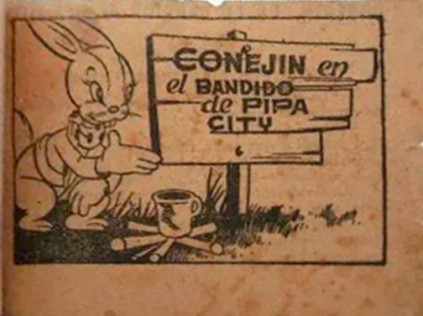 CONEJIN en
el BANDIDO
de PIPA
CITY